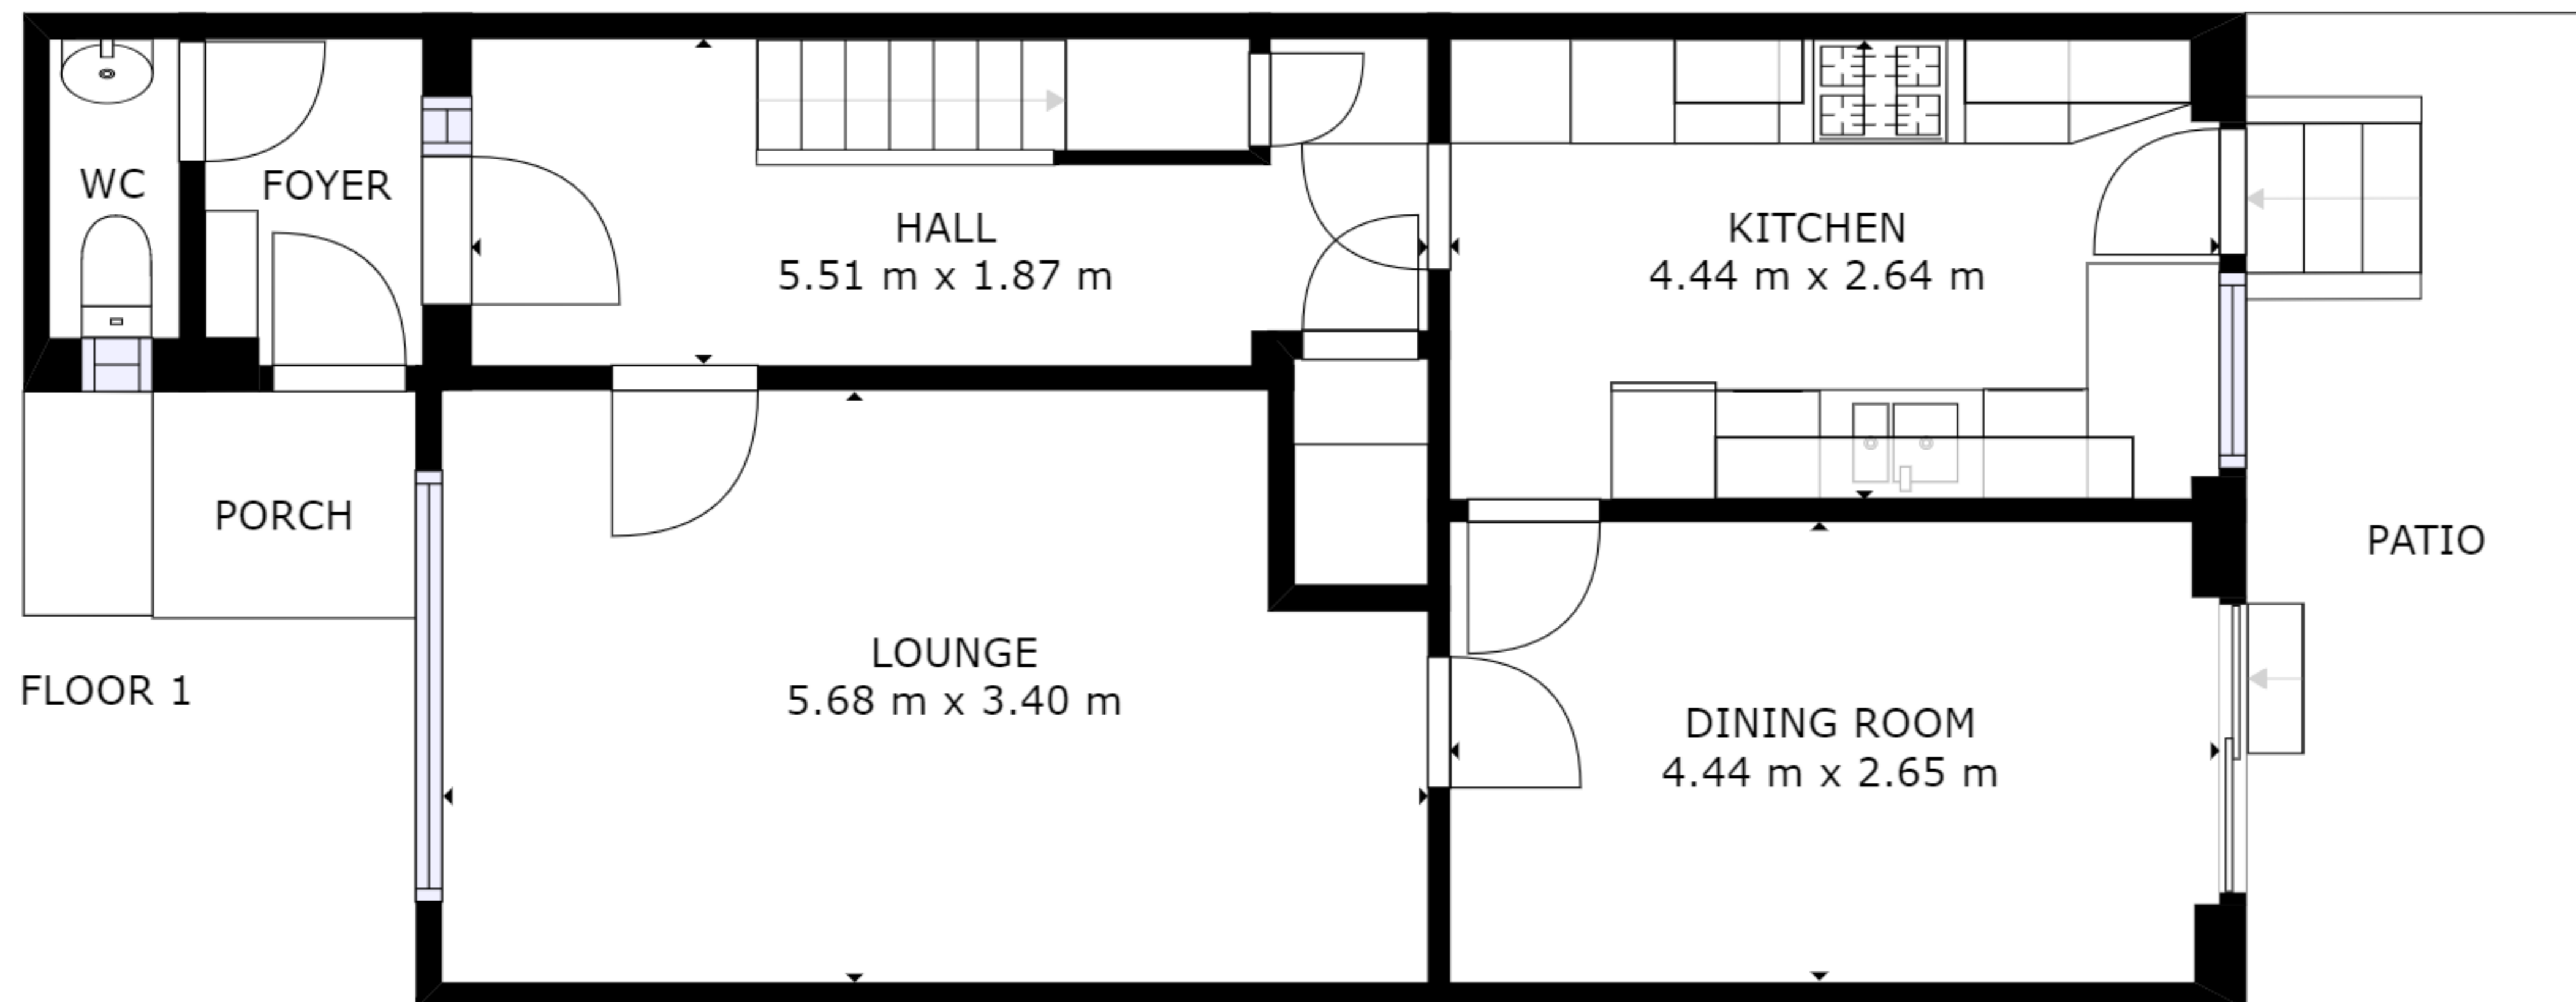 WC
FOYER
HALL
5.51 m x 1.87 m
KITCHEN
4.44 m x 2.64 m
PORCH
PATIO
LOUNGE
5.68 m x 3.40 m
FLOOR 1
DINING ROOM
4.44 m x 2.65 m